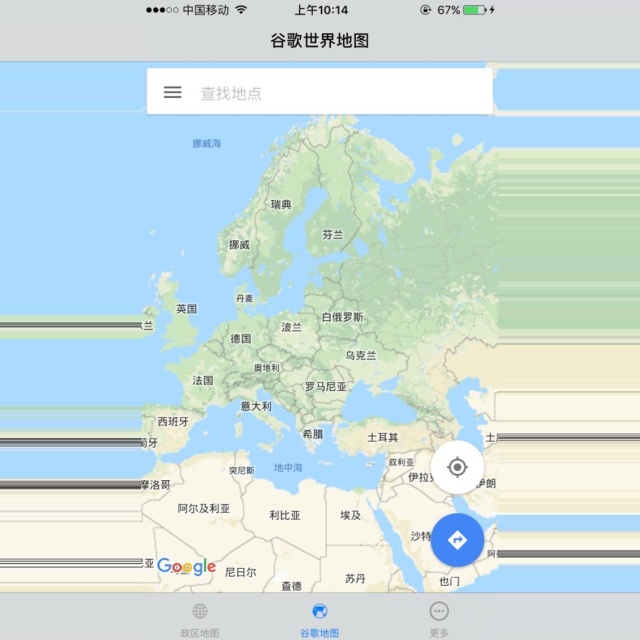 中国移动 上午10:14 67%
谷歌世界地图
查找地点
挪威海
瑞典
芬兰
挪威
丹麦
英国
白俄罗斯
兰
波兰
德国
乌克兰
奥地利
法国
罗马尼亚
意大利
西班牙
希腊
土耳其
葡牙
突尼斯
地中海
叙利亚
摩洛哥
伊拉
伊朗
阿尔及利亚
利比亚
埃及
沙特
亚
Google
尼日尔
苏丹
也门
查德
政区地图 谷歌地图 更多